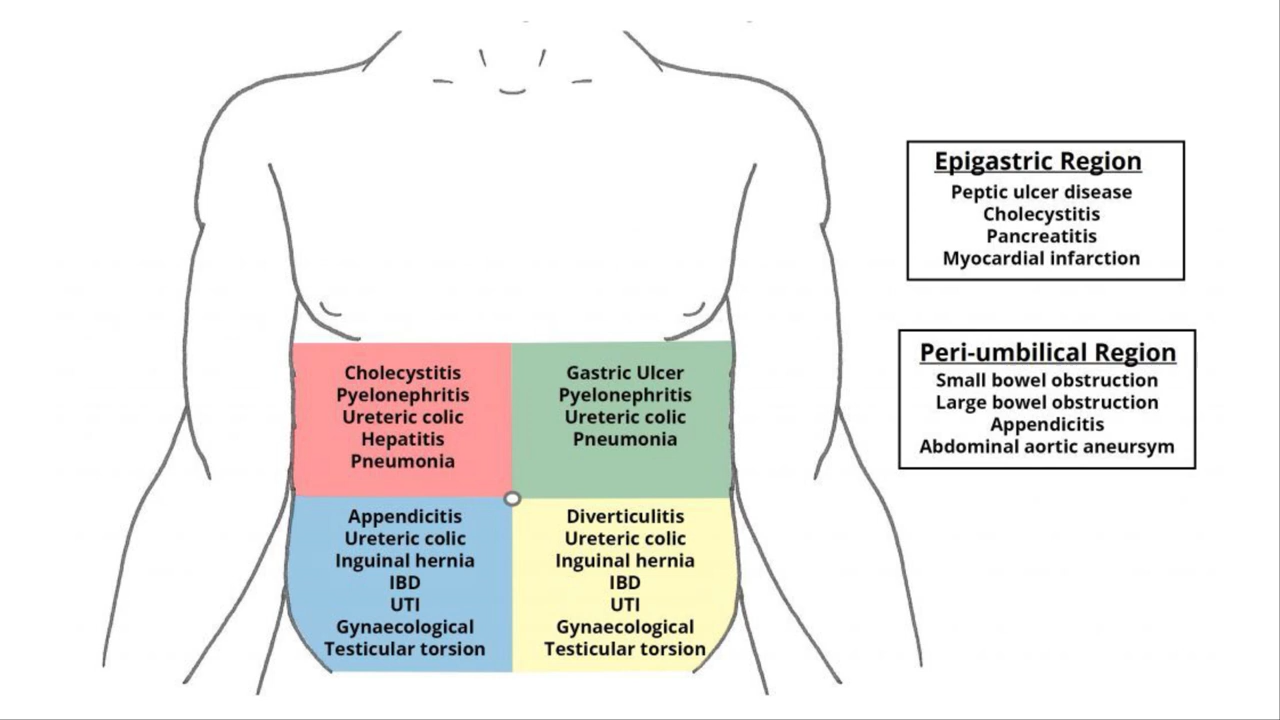 Epigastric Region
Peptic ulcer disease
Cholecystitis
Pancreatitis
Myocardial infarction
Peri-umbilical Region
Small bowel obstruction
Large bowel obstruction
Appendicitis
Abdominal aortic aneursym
Cholecystitis
Pyelonephritis
Ureteric colic
Hepatitis
Pneumonia
Gastric Ulcer
Pyelonephritis
Ureteric colic
Pneumonia
Appendicitis
Ureteric colic
Inguinal hernia
IBD
UTI
Gynaecological
Testicular torsion
Diverticulitis
Ureteric colic
Inguinal hernia
IBD
UTI
Gynaecological
Testicular torsion